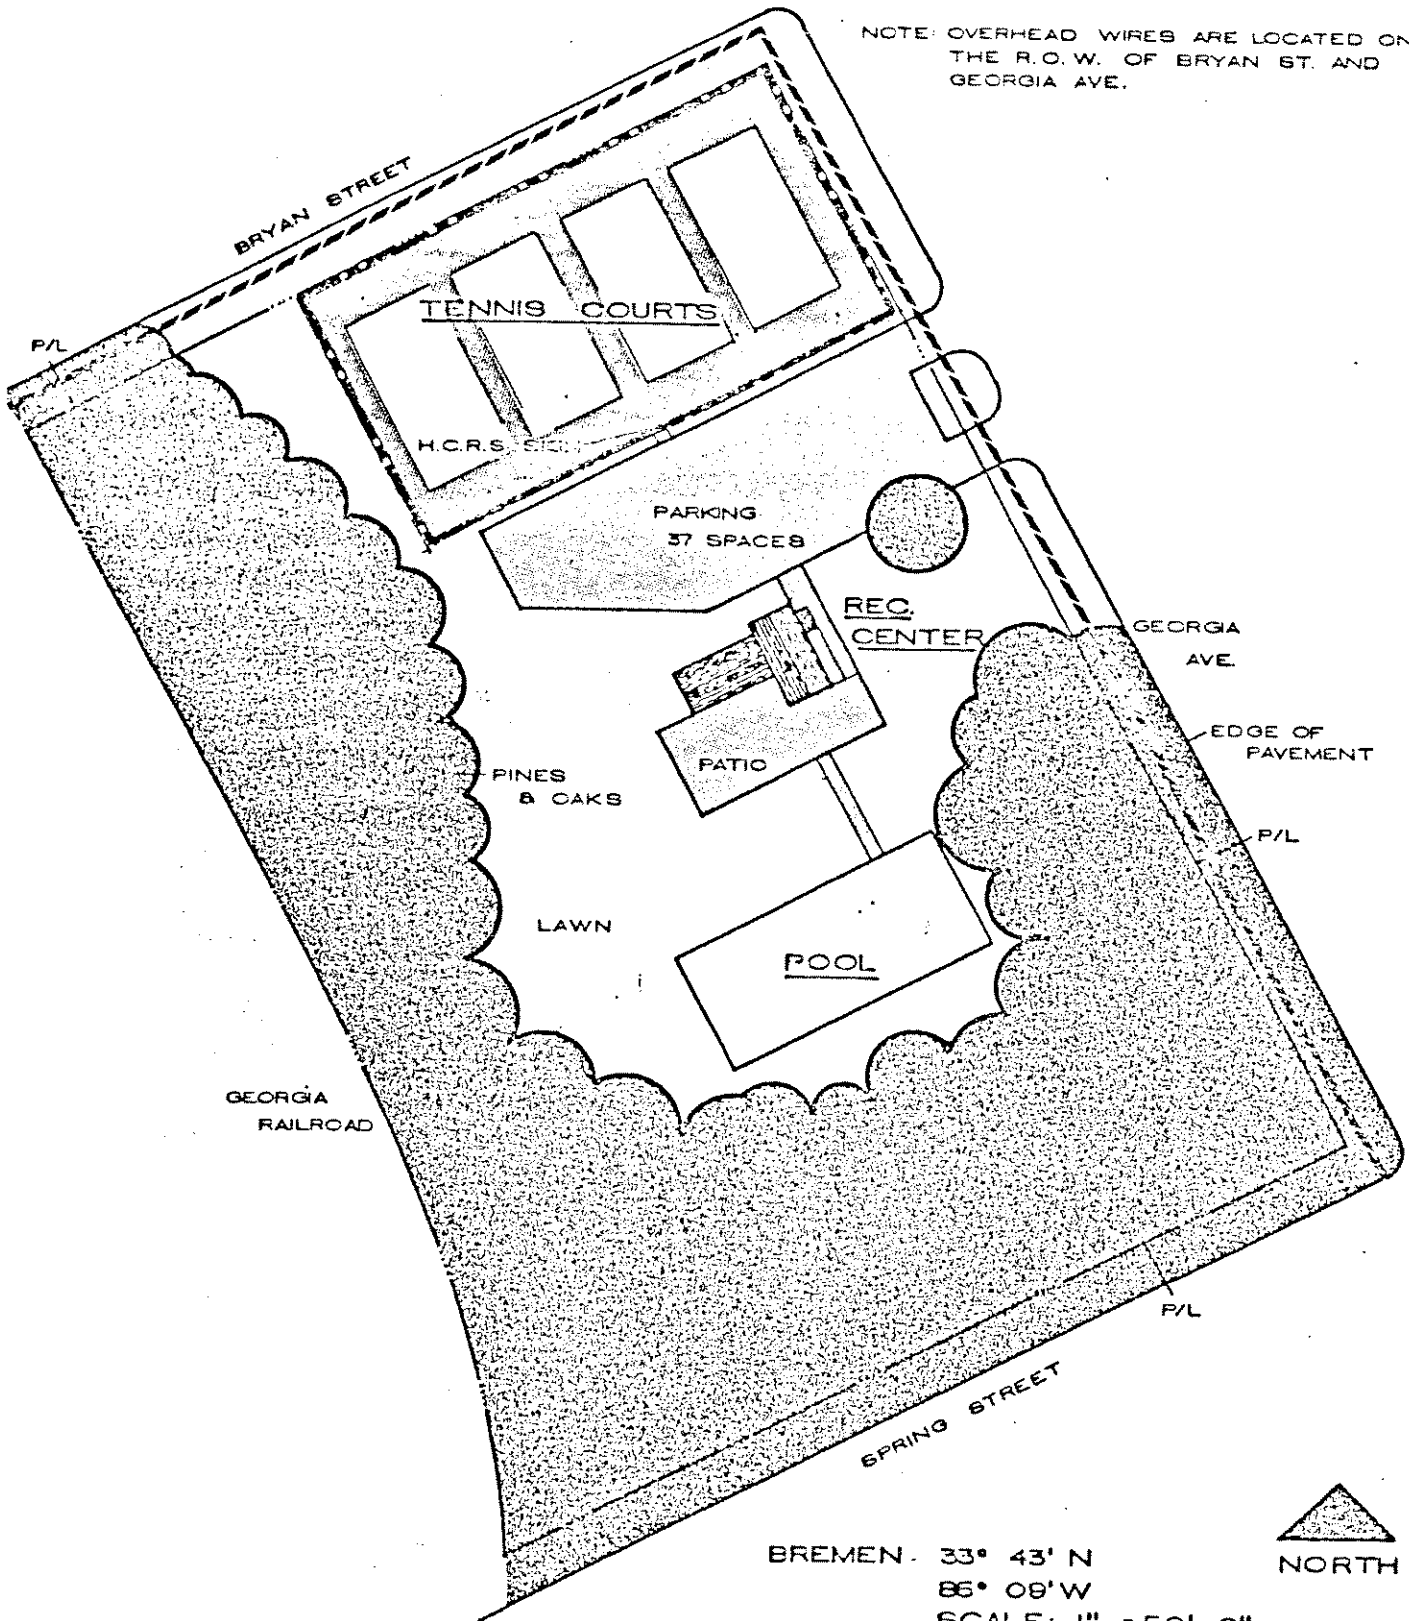 NOTE: OVERHEAD WIRES ARE LOCATED ON
THE R.O.W. OF BRYAN ST. AND
GEORGIA AVE.
BRYAN STREET
P/L
TENNIS COURTS
H.C.R.S.
PARKING
37 SPACES
REC.
CENTER
GEORGIA
AVE.
EDGE OF
PAVEMENT
PATIO
PINES
& OAKS
P/L
LAWN
POOL
GEORGIA
RAILROAD
P/L
SPRING STREET
BREMEN. 33° 43' N
86° 09' W
NORTH
SCALE: 1"